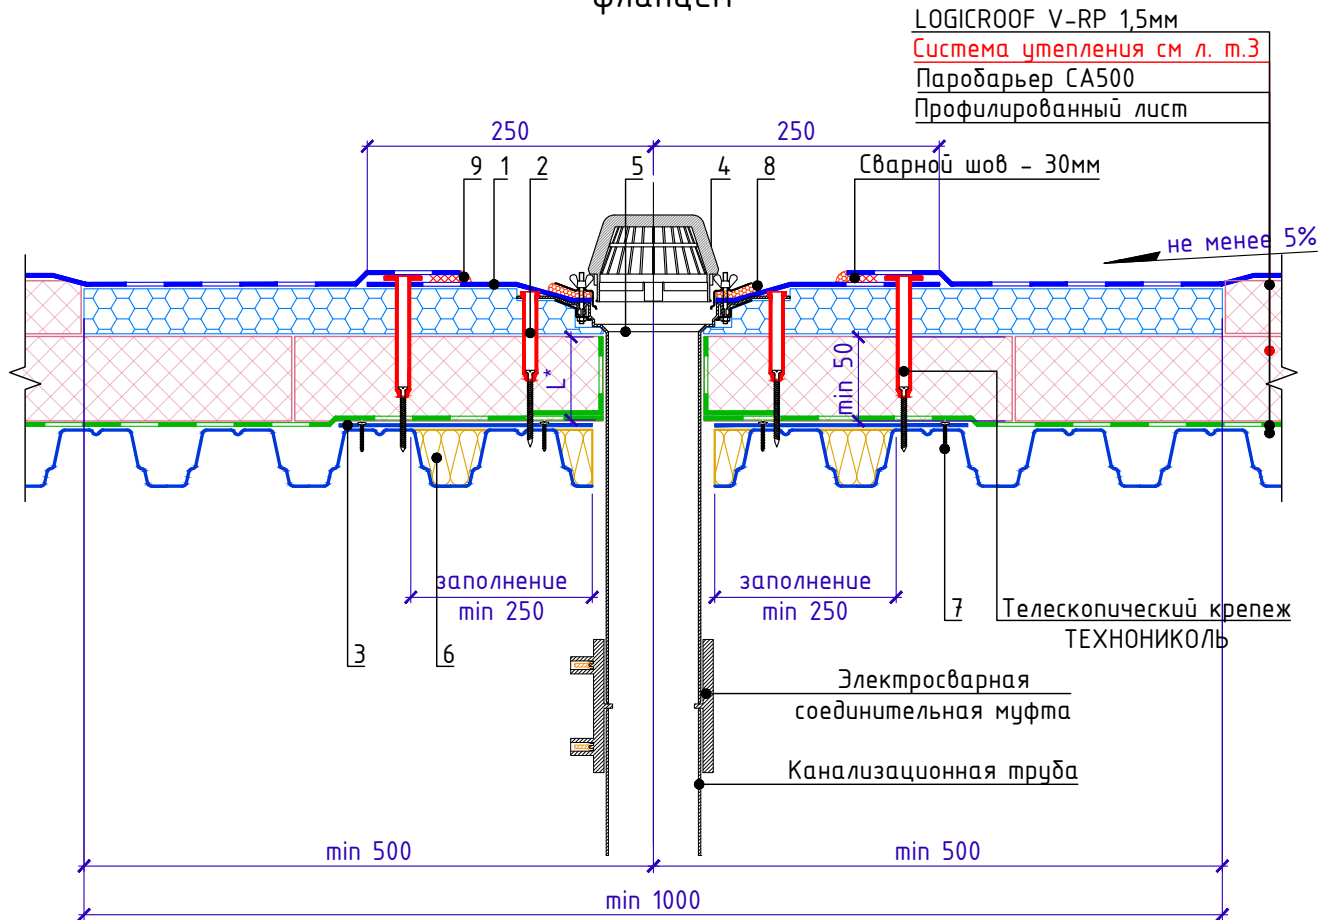 фланцем
LOGICROOF V-RP 1,5мм
Система утепления см л. т.3
Паробарьер СА500
Профилированный лист
250
250
9
1
2
5
4
8
Сварной шов - 30мм
не менее 5%
L*
min 50
заполнение
min 250
заполнение
min 250
3
6
7
Телескопический крепеж
ТЕХНОНИКОЛЬ
Электросварная
соединительная муфта
Канализационная труба
min 500
min 500
min 1000